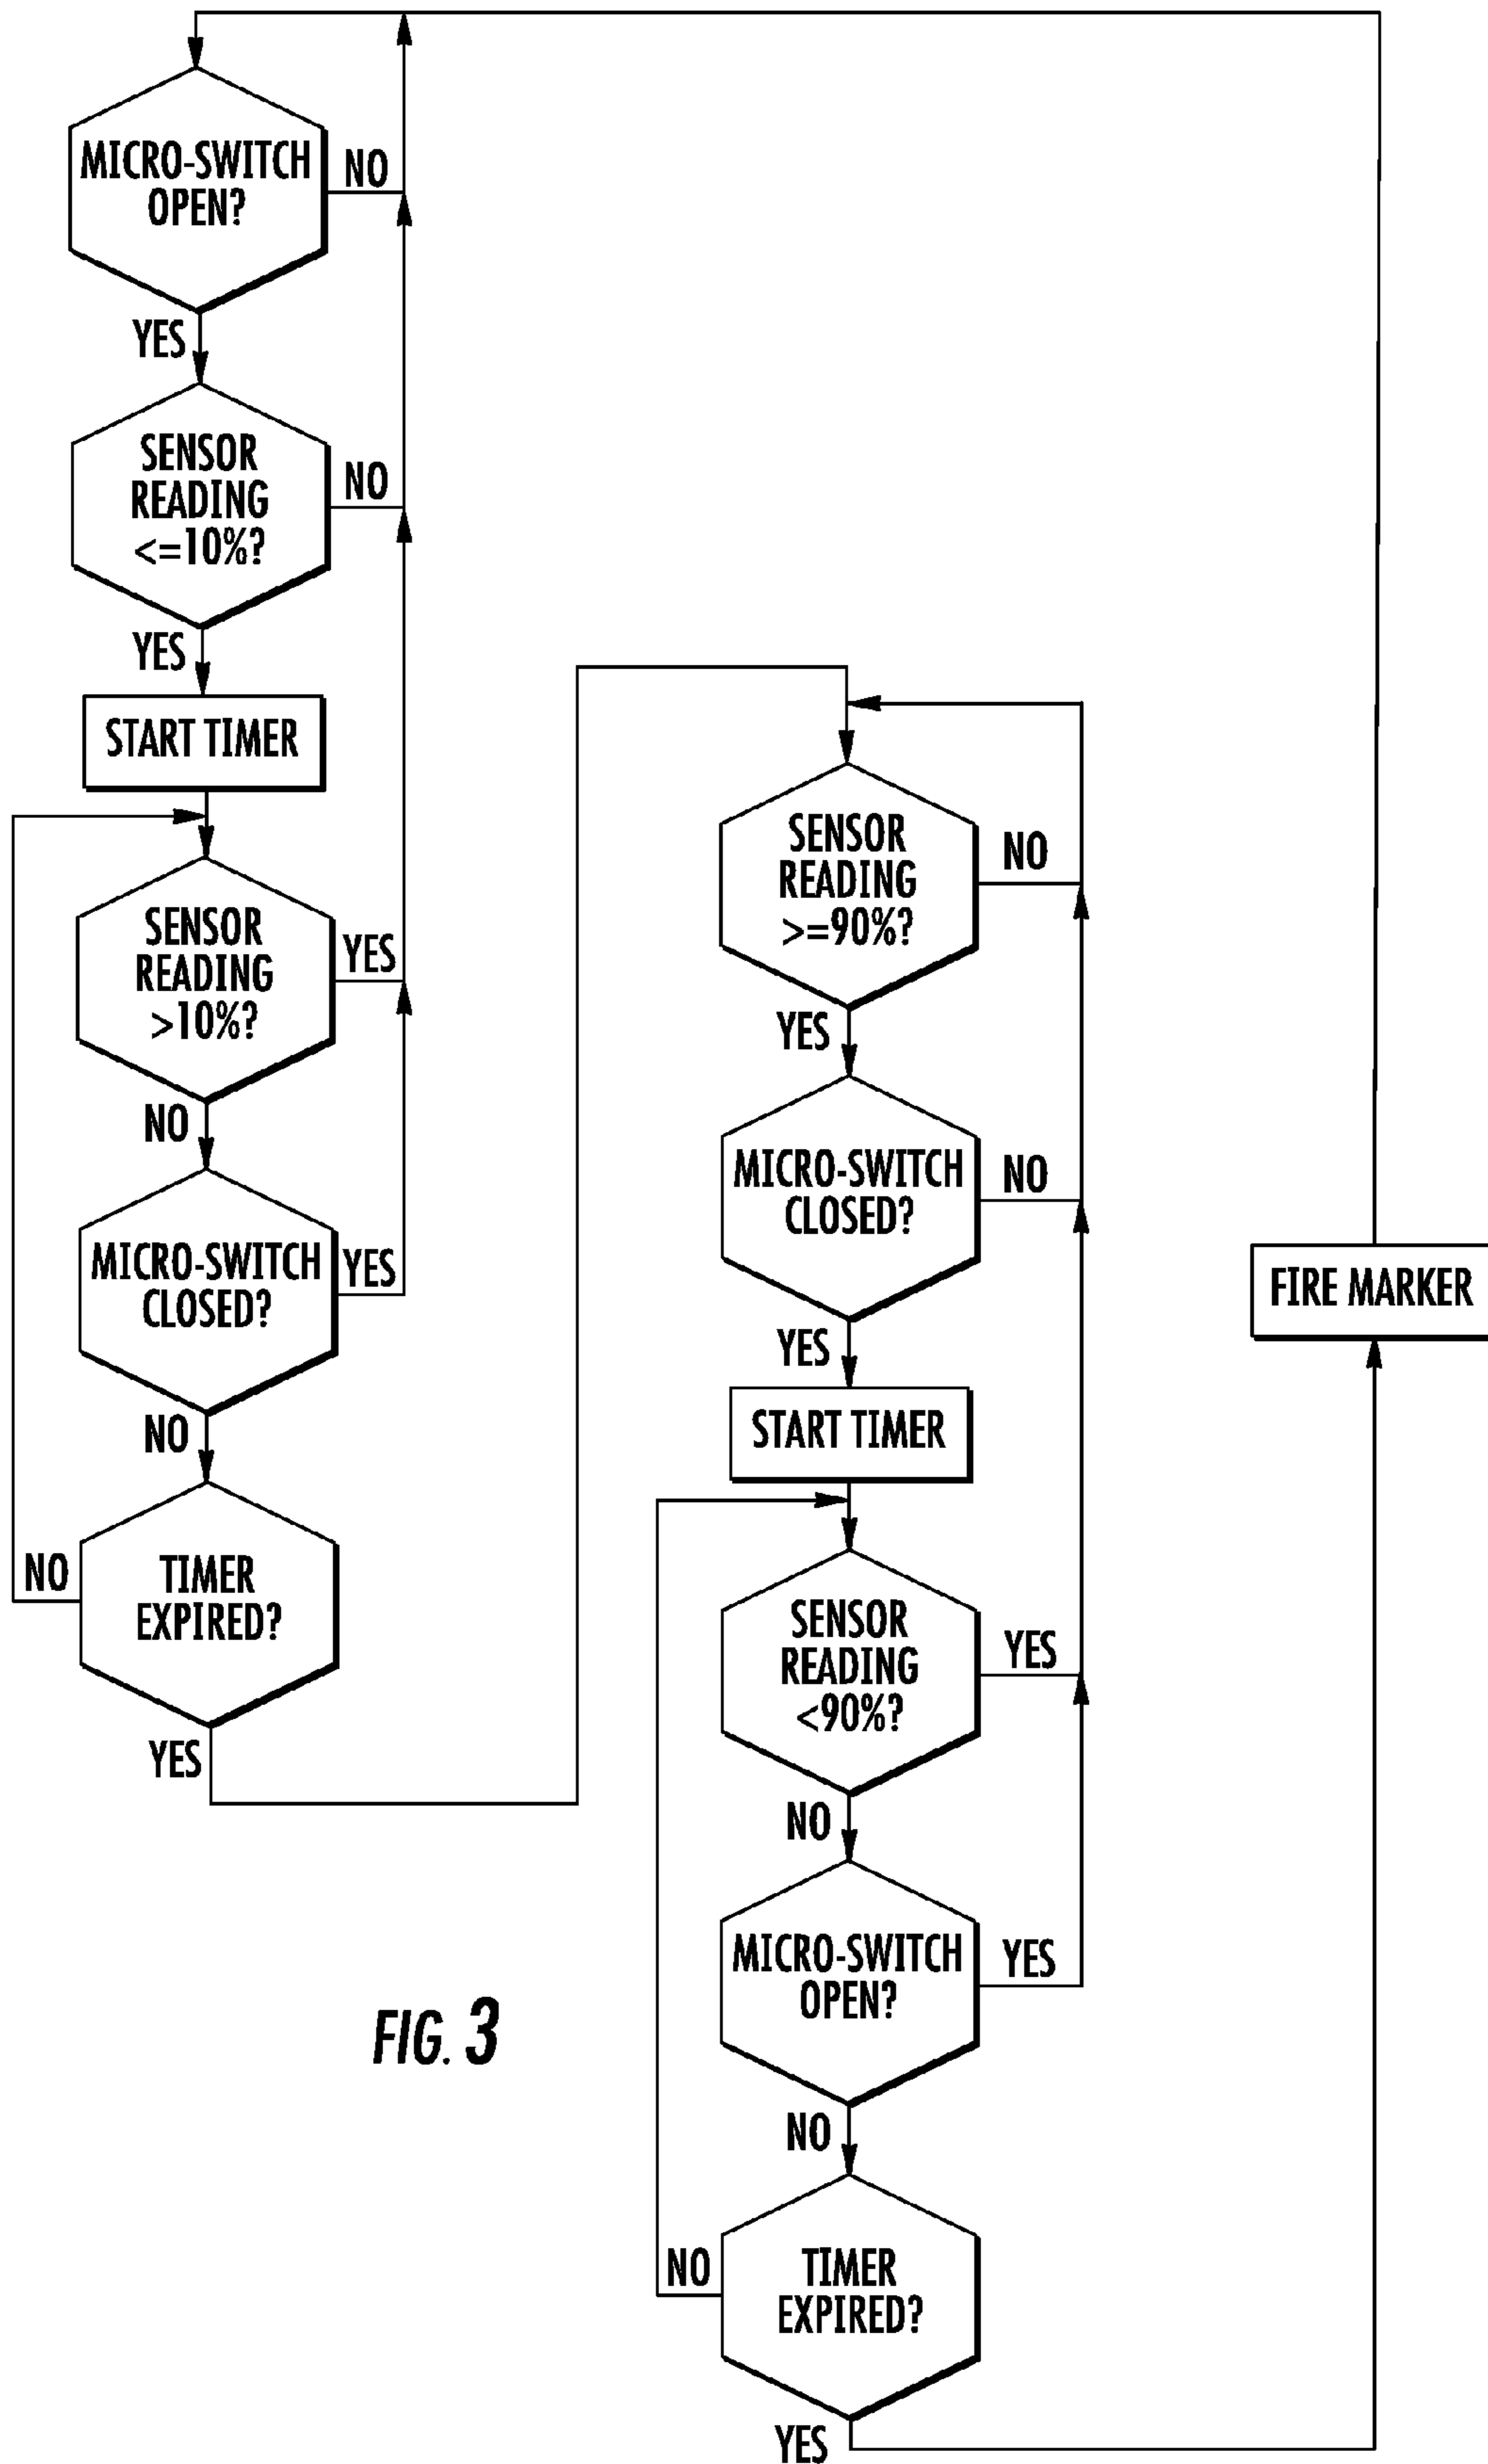 MICRO-SWITCH
OPEN?
NO
YES
SENSOR
READING
<=10%?
NO
YES
START TIMER
SENSOR
READING
>10%?
YES
NO
MICRO-SWITCH
CLOSED?
YES
NO
TIMER
EXPIRED?
NO
YES
SENSOR
READING
>=90%?
NO
YES
MICRO-SWITCH
CLOSED?
NO
YES
START TIMER
SENSOR
READING
<90%?
YES
NO
MICRO-SWITCH
OPEN?
YES
NO
TIMER
EXPIRED?
NO
YES
FIRE MARKER
FIG. 3